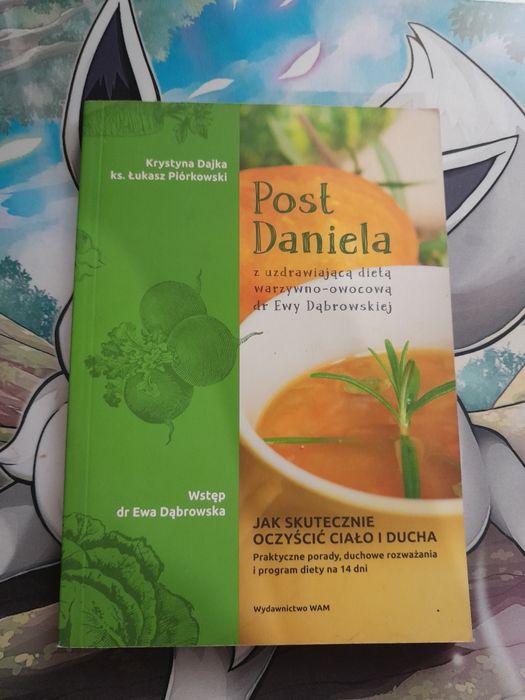 Krystyna Dajka
ks. Łukasz Piórkowski
Post
Daniela
z uzdrawiającą dietą
warzywno-owocową
dr Ewy Dąbrowskiej
Wstęp
dr Ewa Dąbrowska
JAK SKUTECZNIE
OCZYŚCIĆ CIAŁO I DUCHA
Praktyczne porady, duchowe rozważania
i program diety na 14 dni
Wydawnictwo WAM